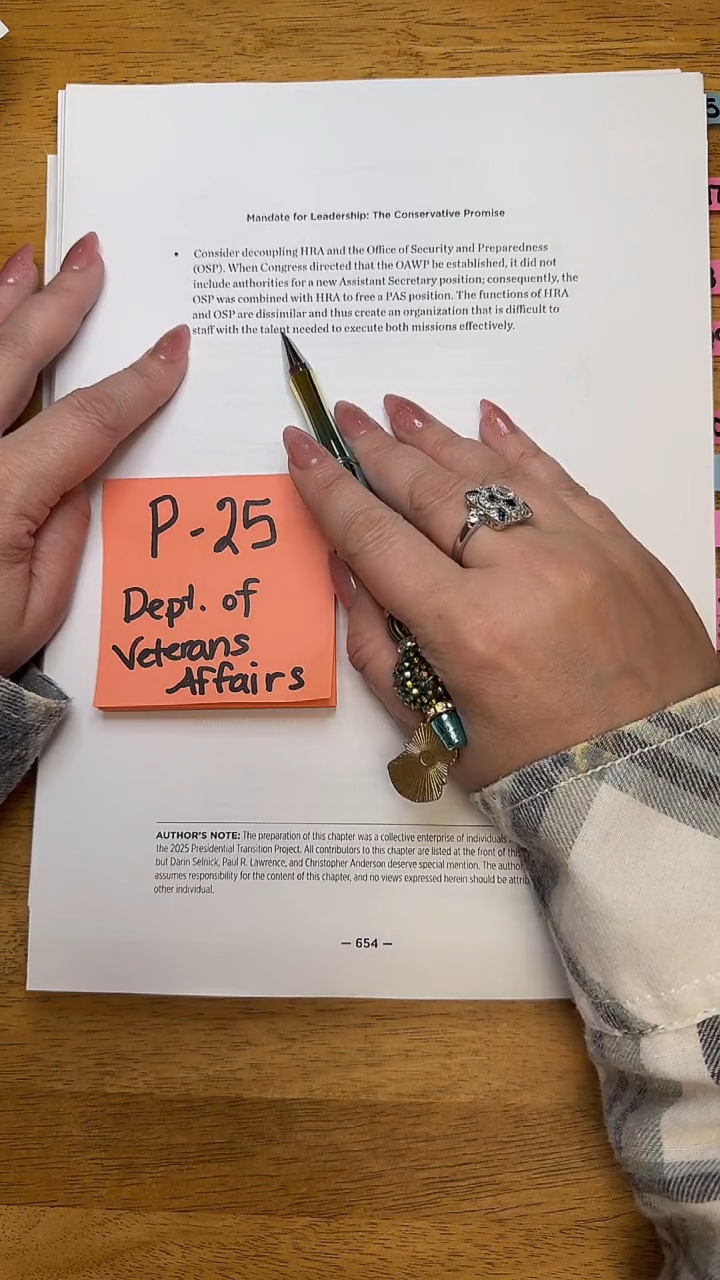 Mandate for Leadership: The Conservative Promise
• Consider decoupling HRA and the Office of Security and Preparedness
(OSP). When Congress directed that the OAWP be established, it did not
include authorities for a new Assistant Secretary position; consequently, the
OSP was combined with HRA to free a PAS position. The functions of HRA
and OSP are dissimilar and thus create an organization that is difficult to
staff with the talent needed to execute both missions effectively.
P-25
Dept. of
Veterans
Affairs
AUTHOR'S NOTE: The preparation of this chapter was a collective enterprise of individuals
the 2025 Presidential Transition Project. All contributors to this chapter are listed at the front of
but Darin Selnick, Paul R. Lawrence, and Christopher Anderson deserve special mention. The author
assumes responsibility for the content of this chapter, and no views expressed herein should be
other individual.
— 654 —